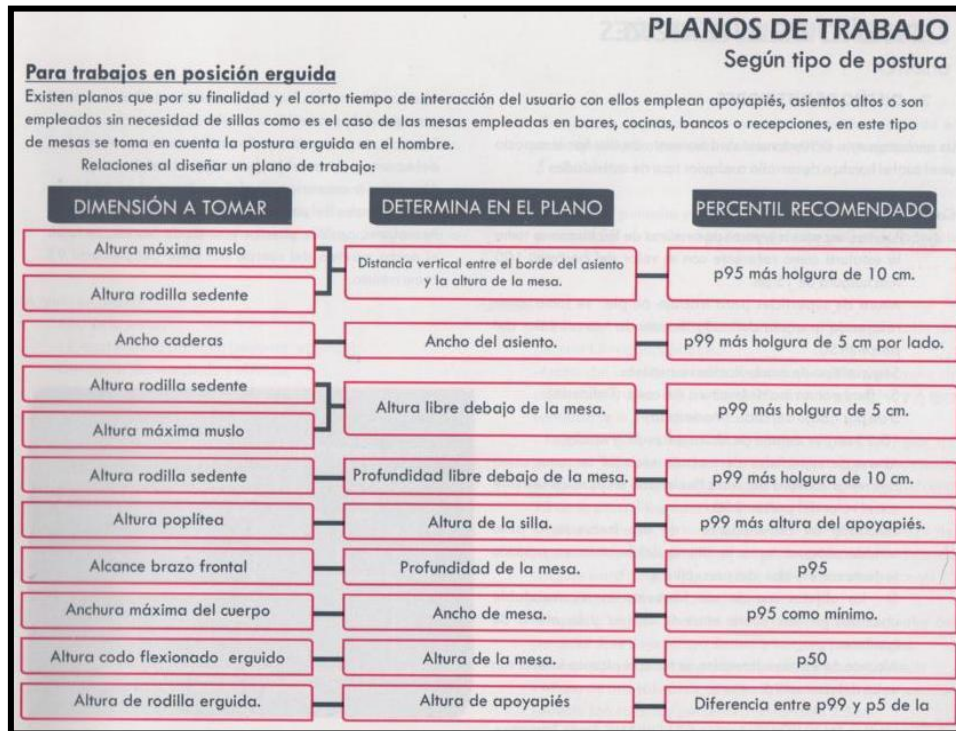 PLANOS DE TRABAJO
Según tipo de postura
Para trabajos en posición erguida
Existen planos que por su finalidad y el corto tiempo de interacción del usuario con ellos emplean apoyapiés, asientos altos o son
empleados sin necesidad de sillas como es el caso de las mesas empleadas en bares, cocinas, bancos o recepciones, en este tipo
de mesas se toma en cuenta la postura erguida en el hombre.
Relaciones al diseñar un plano de trabajo:
DIMENSIÓN A TOMAR
DETERMINA EN EL PLANO
PERCENTIL RECOMENDADO
Altura máxima muslo
Altura rodilla sedente
Distancia vertical entre el borde del asiento
y la altura de la mesa.
p95 más holgura de 10 cm.
Ancho caderas
Ancho del asiento.
p99 más holgura de 5 cm por lado.
Altura rodilla sedente
Altura máxima muslo
Altura libre debajo de la mesa.
p99 más holgura de 5 cm.
Altura rodilla sedente
Profundidad libre debajo de la mesa.
p99 más holgura de 10 cm.
Altura poplítea
Altura de la silla.
p99 más altura del apoyapiés.
Alcance brazo frontal
Profundidad de la mesa.
p95
Anchura máxima del cuerpo
Ancho de mesa.
p95 como mínimo.
Altura codo flexionado erguido
Altura de la mesa.
p50
Altura de rodilla erguida.
Altura de apoyapiés
Diferencia entre p99 y p5 de la